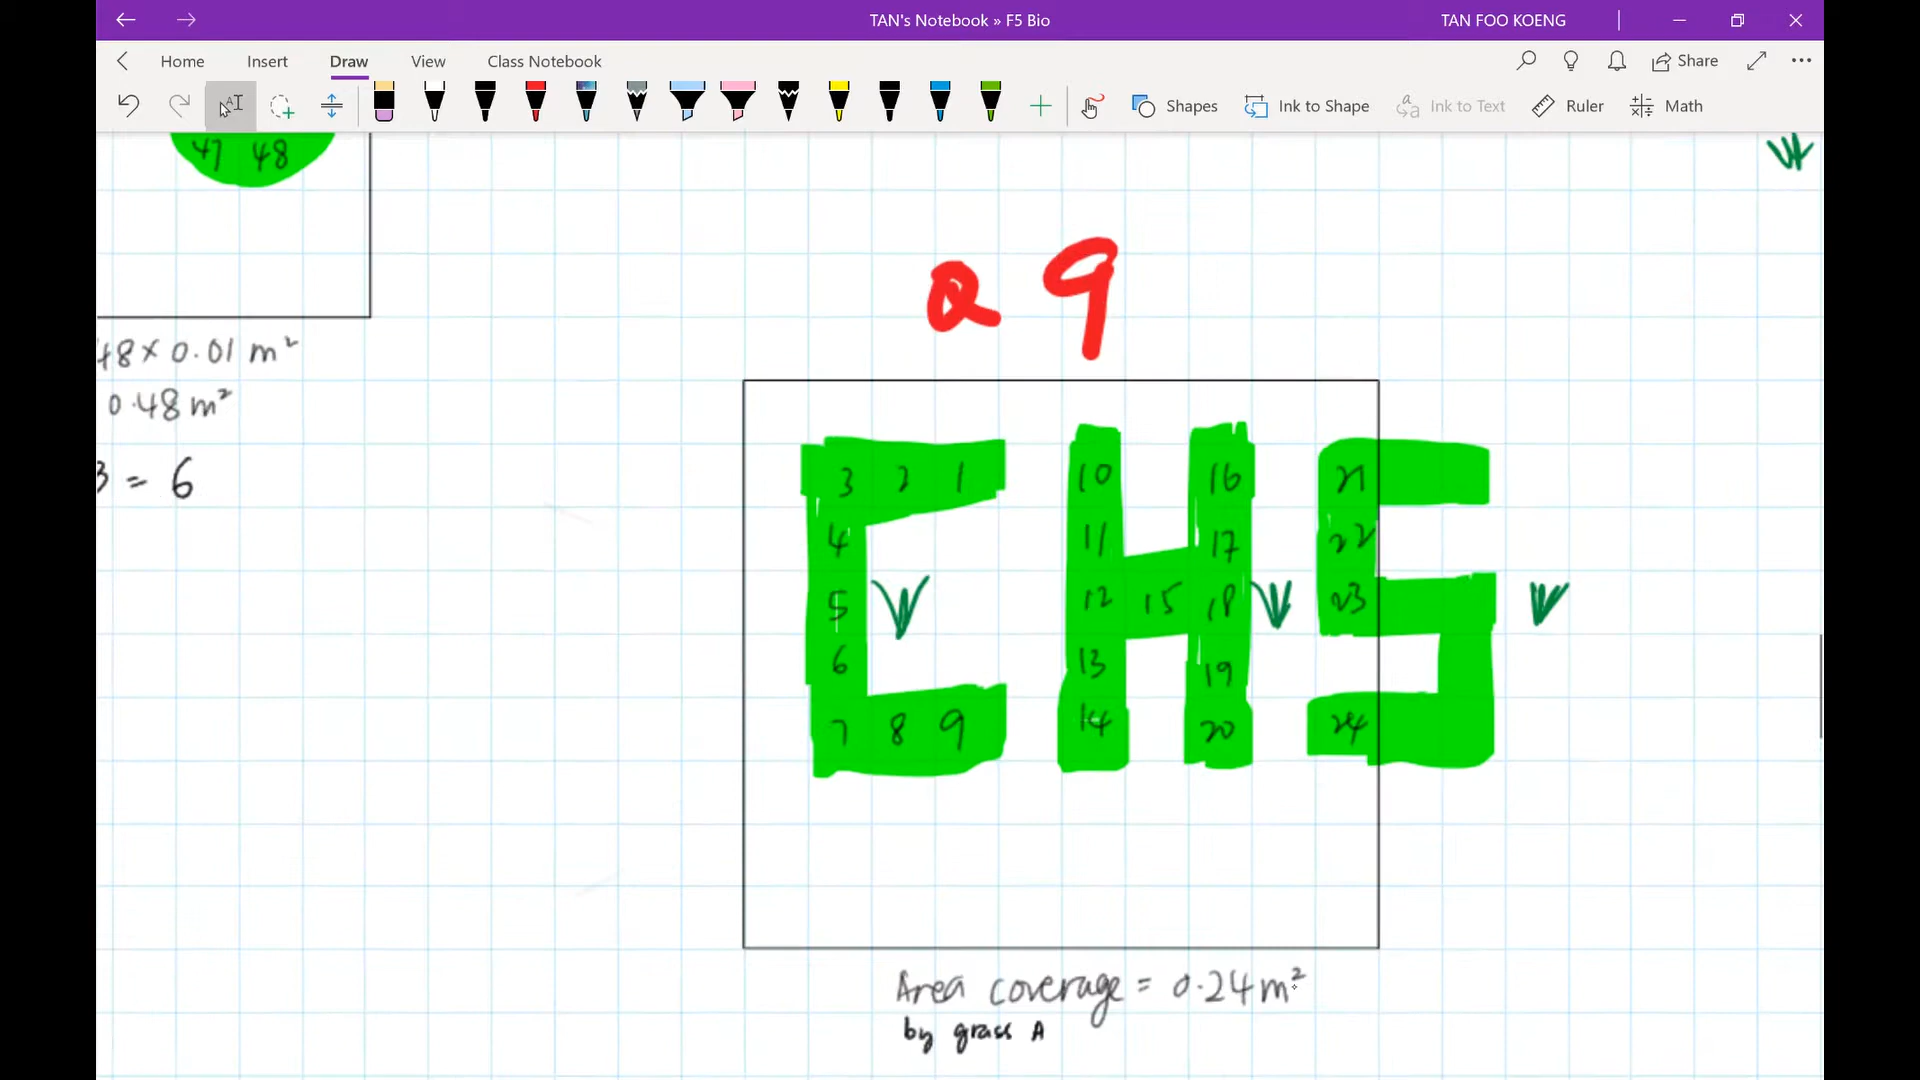 TAN's Notebook » F5 Bio
TAN FOO KOENG
Home Insert Draw View Class Notebook
Share
Shapes Ink to Shape Ink to Text Ruler Math
47 48
Q 9
48 × 0.01 m²
0.48 m²
3 = 6
3 2 1 10 16 21
4 11 17 22
5 12 15 18 23
6 13 19
7 8 9 14 20 24
Area coverage = 0.24 m²
by grass A